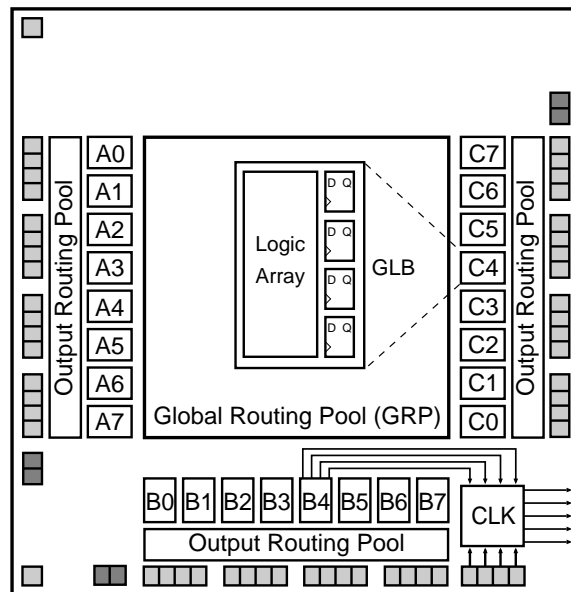 Output Routing Pool
A0
A1
A2
A3
A4
A5
A6
A7
Logic
Array
D Q
D Q
D Q
D Q
GLB
Global Routing Pool (GRP)
C7
C6
C5
C4
C3
C2
C1
C0
Output Routing Pool
B0 B1 B2 B3 B4 B5 B6 B7
Output Routing Pool
CLK